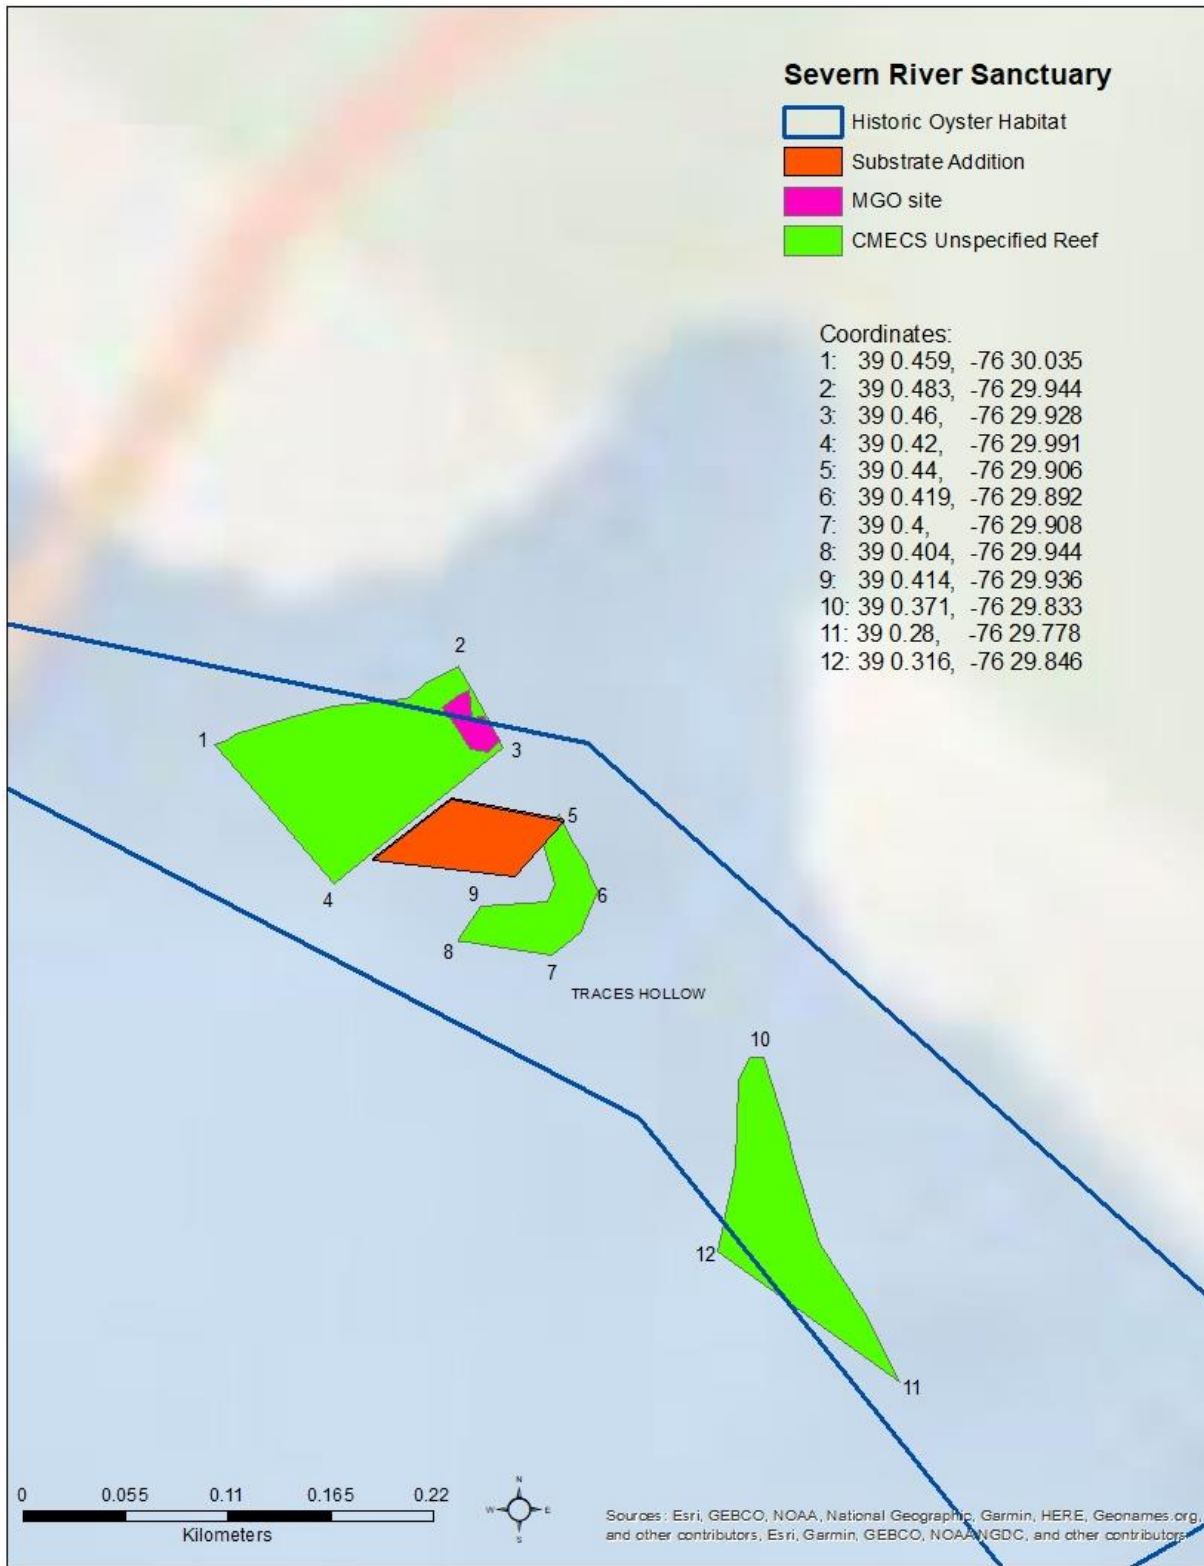 Severn River Sanctuary
Historic Oyster Habitat
Substrate Addition
MGO site
CMECS Unspecified Reef
Coordinates:
1: 39 0.459, -76 30.035
2: 39 0.483, -76 29.944
3: 39 0.46, -76 29.928
4: 39 0.42, -76 29.991
5: 39 0.44, -76 29.906
6: 39 0.419, -76 29.892
7: 39 0.4, -76 29.908
8: 39 0.404, -76 29.944
9: 39 0.414, -76 29.936
10: 39 0.371, -76 29.833
11: 39 0.28, -76 29.778
12: 39 0.316, -76 29.846
2
1
3
5
4
9
6
8
7
TRACES HOLLOW
10
12
11
0 0.055 0.11 0.165 0.22
Kilometers
N
W E
S
Sources: Esri, GEBCO, NOAA, National Geographic, Garmin, HERE, Geonames.org,
and other contributors, Esri, Garmin, GEBCO, NOAA NGDC, and other contributors